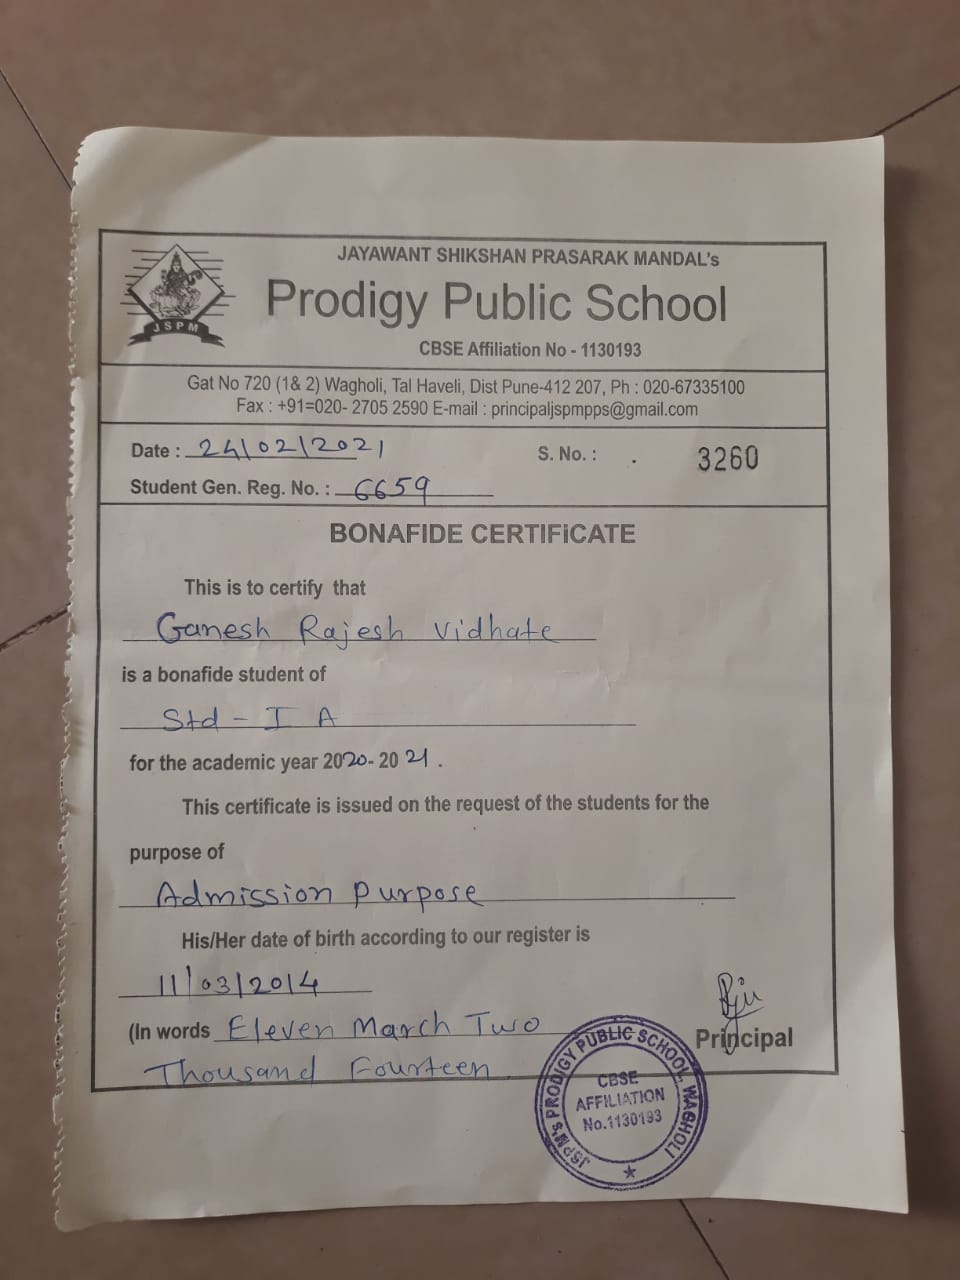 JSPM
JAYAWANT SHIKSHAN PRASARAK MANDAL's
Prodigy Public School
CBSE Affiliation No - 1130193
Gat No 720 (1& 2) Wagholi, Tal Haveli, Dist Pune-412 207, Ph : 020-67335100
Fax : +91=020- 2705 2590 E-mail : principaljspmpps@gmail.com
Date : 24/02/2021 S. No. : 3260
Student Gen. Reg. No. : 6659
BONAFIDE CERTIFiCATE
This is to certify that
Ganesh Rajesh Vidhate
is a bonafide student of
Std - I A
for the academic year 2020-2021.
This certificate is issued on the request of the students for the
purpose of
Admission Purpose
His/Her date of birth according to our register is
11/03/2014
(In words Eleven March Two
Thousand Fourteen.
Principal
JSPM'S PRODIGY PUBLIC SCHOOL, WAGHOLI
CBSE
AFFILIATION
No.1130193